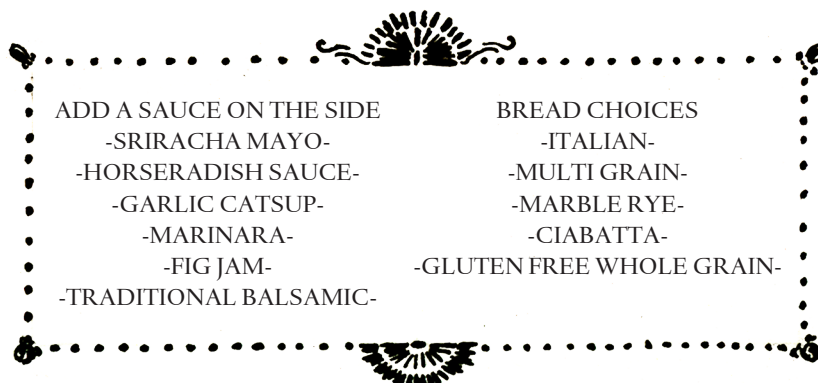 ADD A SAUCE ON THE SIDE
-SRIRACHA MAYO-
-HORSERADISH SAUCE-
-GARLIC CATSUP-
-MARINARA-
-FIG JAM-
-TRADITIONAL BALSAMIC-
BREAD CHOICES
-ITALIAN-
-MULTI GRAIN-
-MARBLE RYE-
-CIABATTA-
-GLUTEN FREE WHOLE GRAIN-